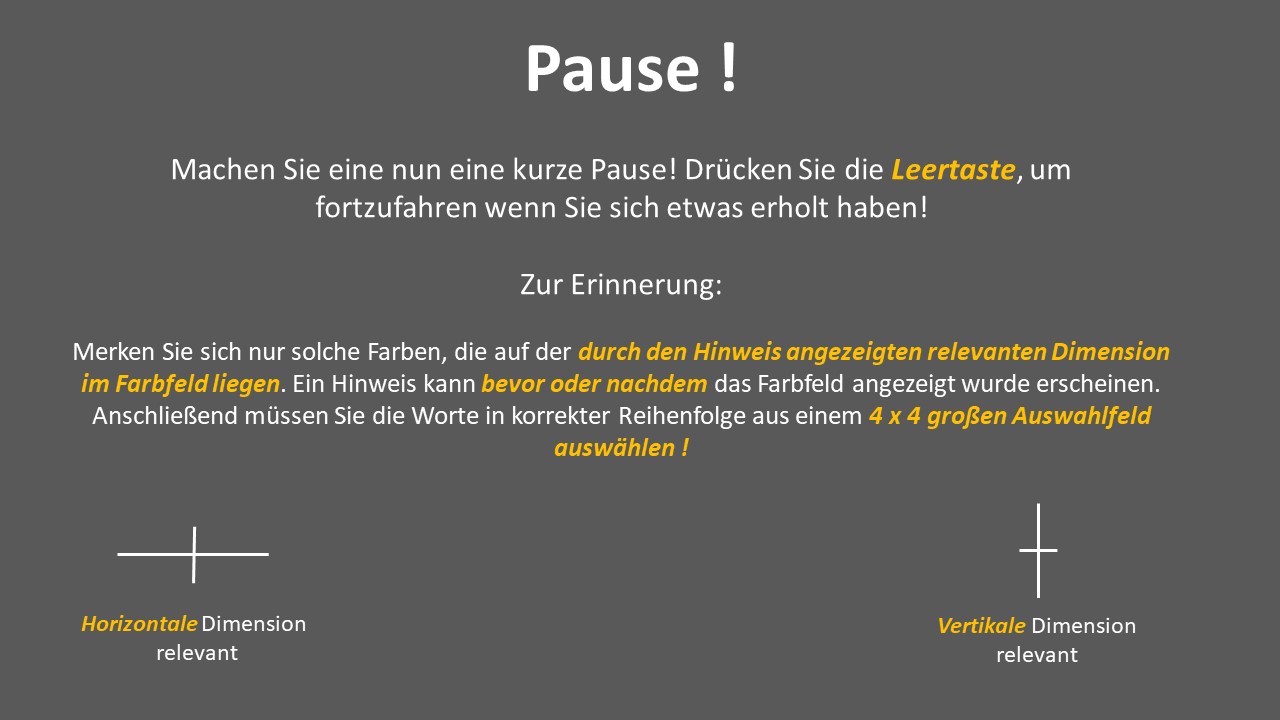 Pause !
Machen Sie eine nun eine kurze Pause! Drücken Sie die Leertaste, um
fortzufahren wenn Sie sich etwas erholt haben!
Zur Erinnerung:
Merken Sie sich nur solche Farben, die auf der durch den Hinweis angezeigten relevanten Dimension
im Farbfeld liegen. Ein Hinweis kann bevor oder nachdem das Farbfeld angezeigt wurde erscheinen.
Anschließend müssen Sie die Worte in korrekter Reihenfolge aus einem 4 x 4 großen Auswahlfeld
auswählen !
Horizontale Dimension
relevant
Vertikale Dimension
relevant